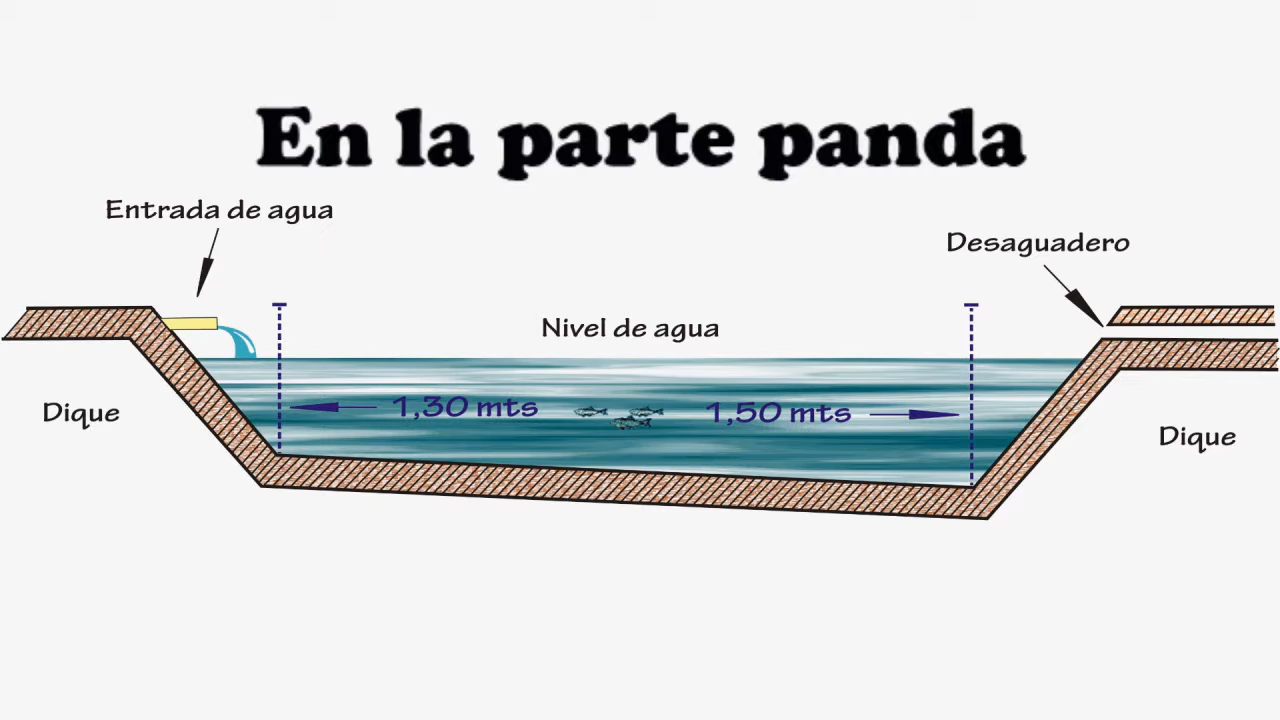 En la parte panda
Entrada de agua
Desaguadero
Nivel de agua
Dique
1,30 mts
1,50 mts
Dique